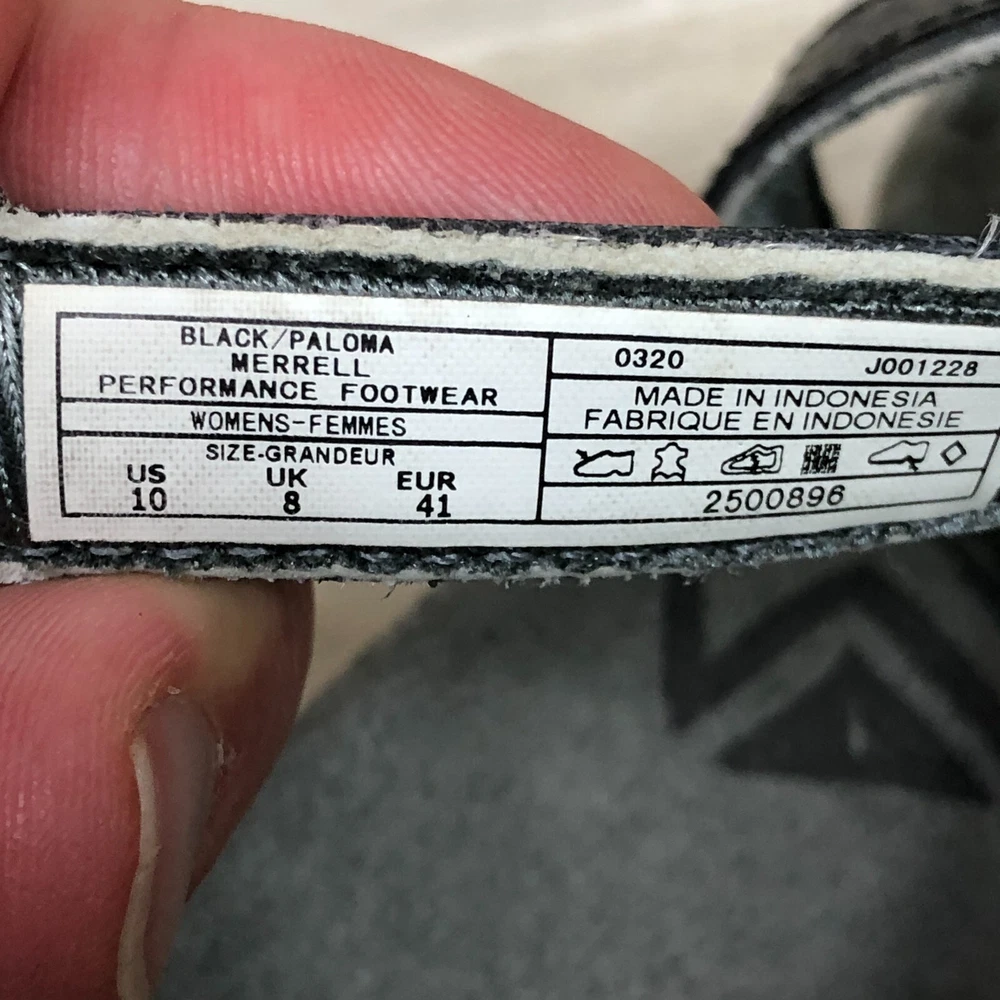 BLACK/PALOMA
MERRELL
PERFORMANCE FOOTWEAR
WOMENS-FEMMES
SIZE-GRANDEUR
US UK EUR
10 8 41
0320 J001228
MADE IN INDONESIA
FABRIQUE EN INDONESIE
2500896